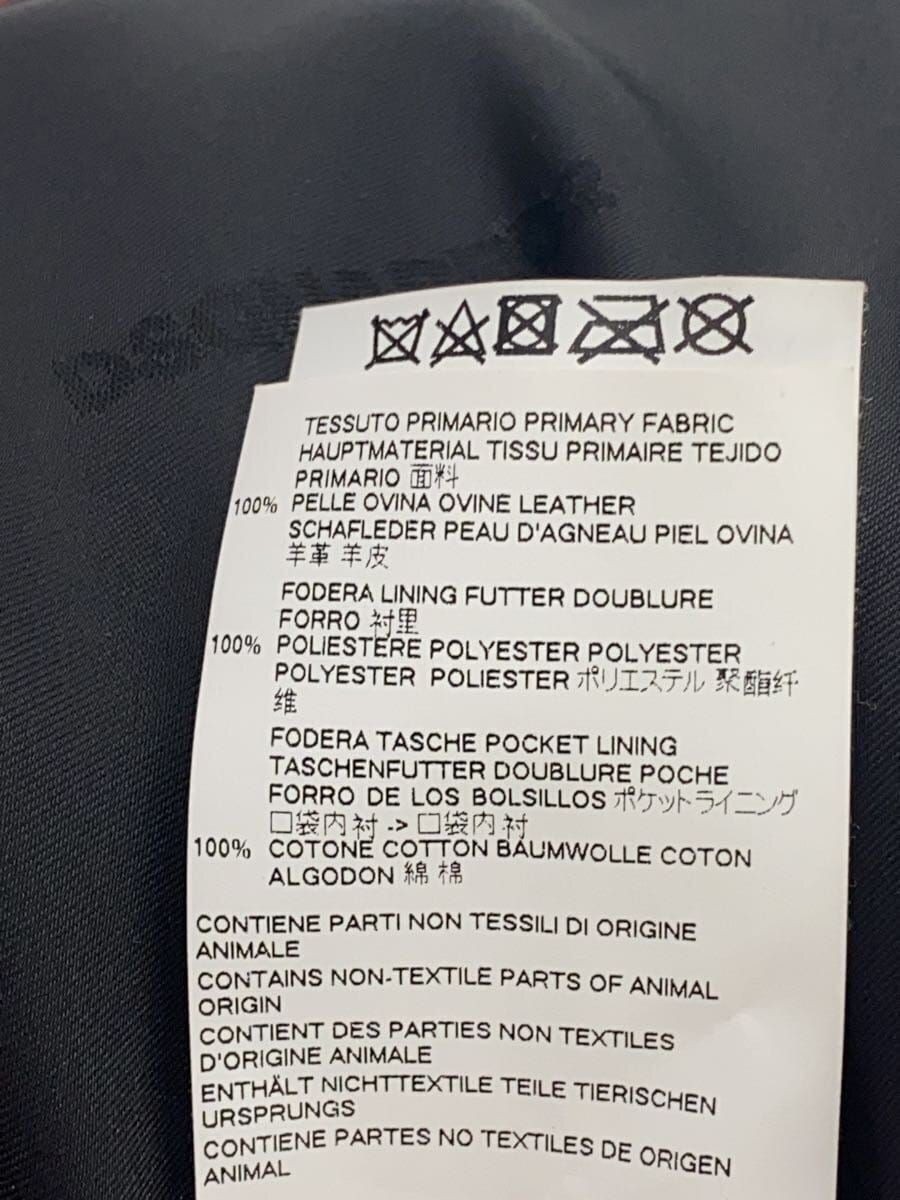 TESSUTO PRIMARIO PRIMARY FABRIC
HAUPTMATERIAL TISSU PRIMAIRE TEJIDO
PRIMARIO 面料
100% PELLE OVINA OVINE LEATHER
SCHAFLEDER PEAU D'AGNEAU PIEL OVINA
羊革 羊皮
FODERA LINING FUTTER DOUBLURE
FORRO 衬里
100% POLIESTERE POLYESTER POLYESTER
POLYESTER POLIESTER ポリエステル 聚酯纤
维
FODERA TASCHE POCKET LINING
TASCHENFUTTER DOUBLURE POCHE
FORRO DE LOS BOLSILLOS ポケットライニング
口袋内衬 -> 口袋内衬
100% COTONE COTTON BAUMWOLLE COTON
ALGODON 綿 棉
CONTIENE PARTI NON TESSILI DI ORIGINE
ANIMALE
CONTAINS NON-TEXTILE PARTS OF ANIMAL
ORIGIN
CONTIENT DES PARTIES NON TEXTILES
D'ORIGINE ANIMALE
ENTHÄLT NICHTTEXTILE TEILE TIERISCHEN
URSPRUNGS
CONTIENE PARTES NO TEXTILES DE ORIGEN
ANIMAL